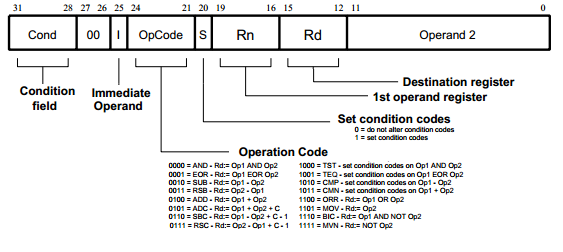 31 28 27 26 25 24 21 20 19 16 15 12 11 0
Cond 00 I OpCode S Rn Rd Operand 2
Destination register
Condition field
Immediate Operand
1st operand register
Set condition codes
0 = do not alter condition codes
1 = set condition codes
Operation Code
0000 = AND - Rd:= Op1 AND Op2
0001 = EOR - Rd:= Op1 EOR Op2
0010 = SUB - Rd:= Op1 - Op2
0011 = RSB - Rd:= Op2 - Op1
0100 = ADD - Rd:= Op1 + Op2
0101 = ADC - Rd:= Op1 + Op2 + C
0110 = SBC - Rd:= Op1 - Op2 + C - 1
0111 = RSC - Rd:= Op2 - Op1 + C - 1
1000 = TST - set condition codes on Op1 AND Op2
1001 = TEQ - set condition codes on Op1 EOR Op2
1010 = CMP - set condition codes on Op1 - Op2
1011 = CMN - set condition codes on Op1 + Op2
1100 = ORR - Rd:= Op1 OR Op2
1101 = MOV - Rd:= Op2
1110 = BIC - Rd:= Op1 AND NOT Op2
1111 = MVN - Rd:= NOT Op2